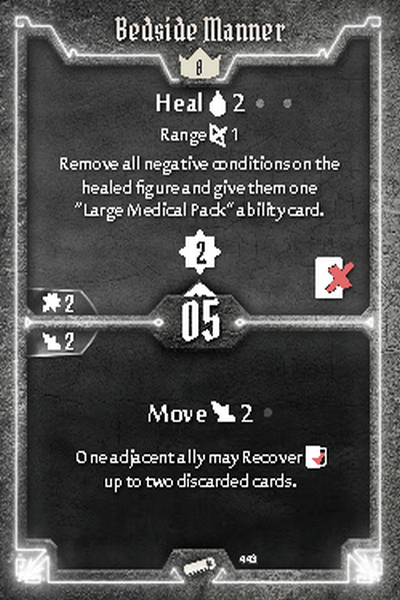 Bedside Manner
8
Heal 2
Range 1
Remove all negative conditions on the
healed figure and give them one
"Large Medical Pack" ability card.
2
2
05
2
Move 2
One adjacent ally may Recover
up to two discarded cards.
443